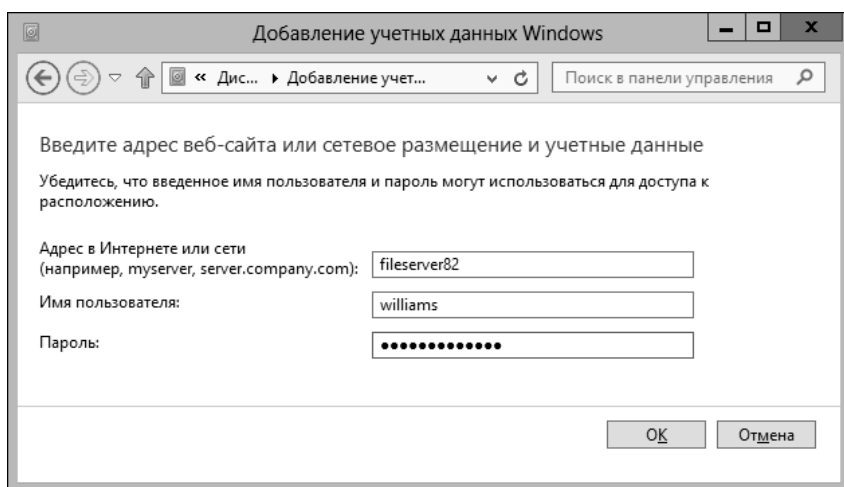 Добавление учетных данных Windows
« Дис... Добавление учет... Поиск в панели управления
Введите адрес веб-сайта или сетевое размещение и учетные данные
Убедитесь, что введенное имя пользователя и пароль могут использоваться для доступа к
расположению.
Адрес в Интернете или сети
(например, myserver, server.company.com): fileserver82
Имя пользователя: williams
Пароль: •••••••••••••
OK Отмена